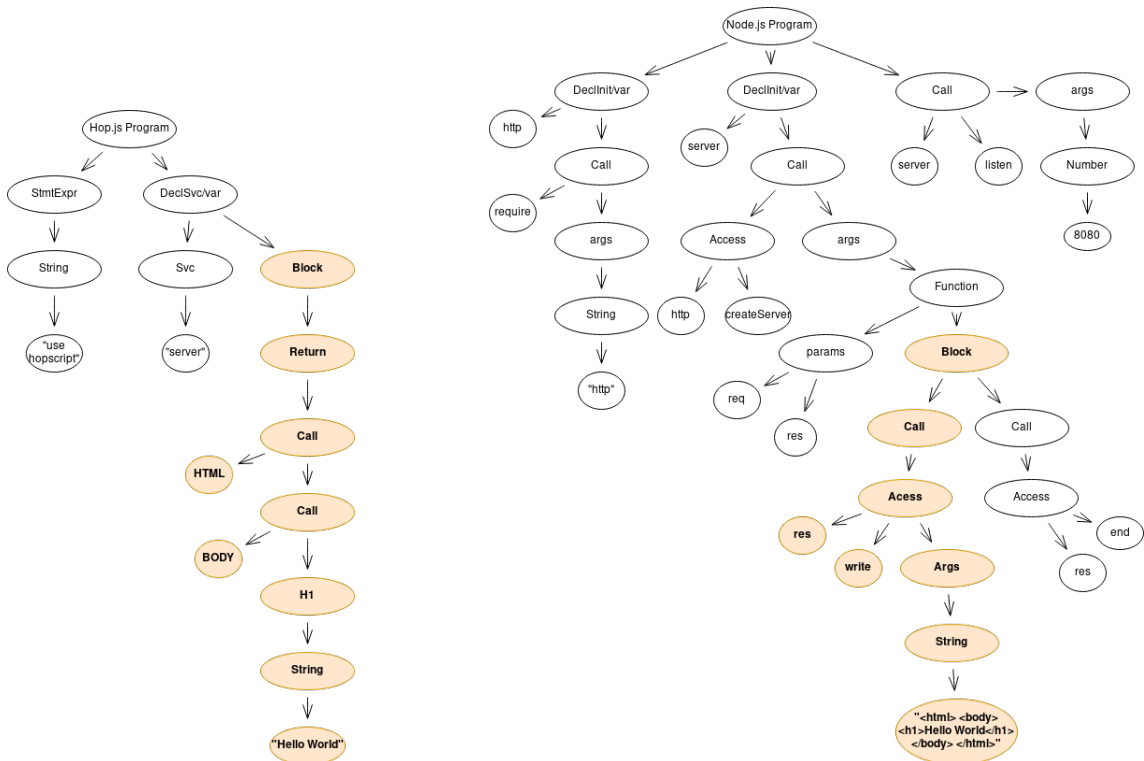 Hop.js Program
StmtExpr
DeclSvc/var
String
Svc
Block
"use
hopscript"
"server"
Return
Call
HTML
Call
BODY
H1
String
"Hello World"
Node.js Program
DeclInit/var
DeclInit/var
Call
args
http
server
server
listen
Number
8080
Call
Call
require
args
Access
args
String
http
createServer
Function
"http"
params
Block
req
res
Call
Call
Acess
Access
res
write
Args
end
res
String
"<html> <body>
<h1>Hello World</h1>
</body> </html>"